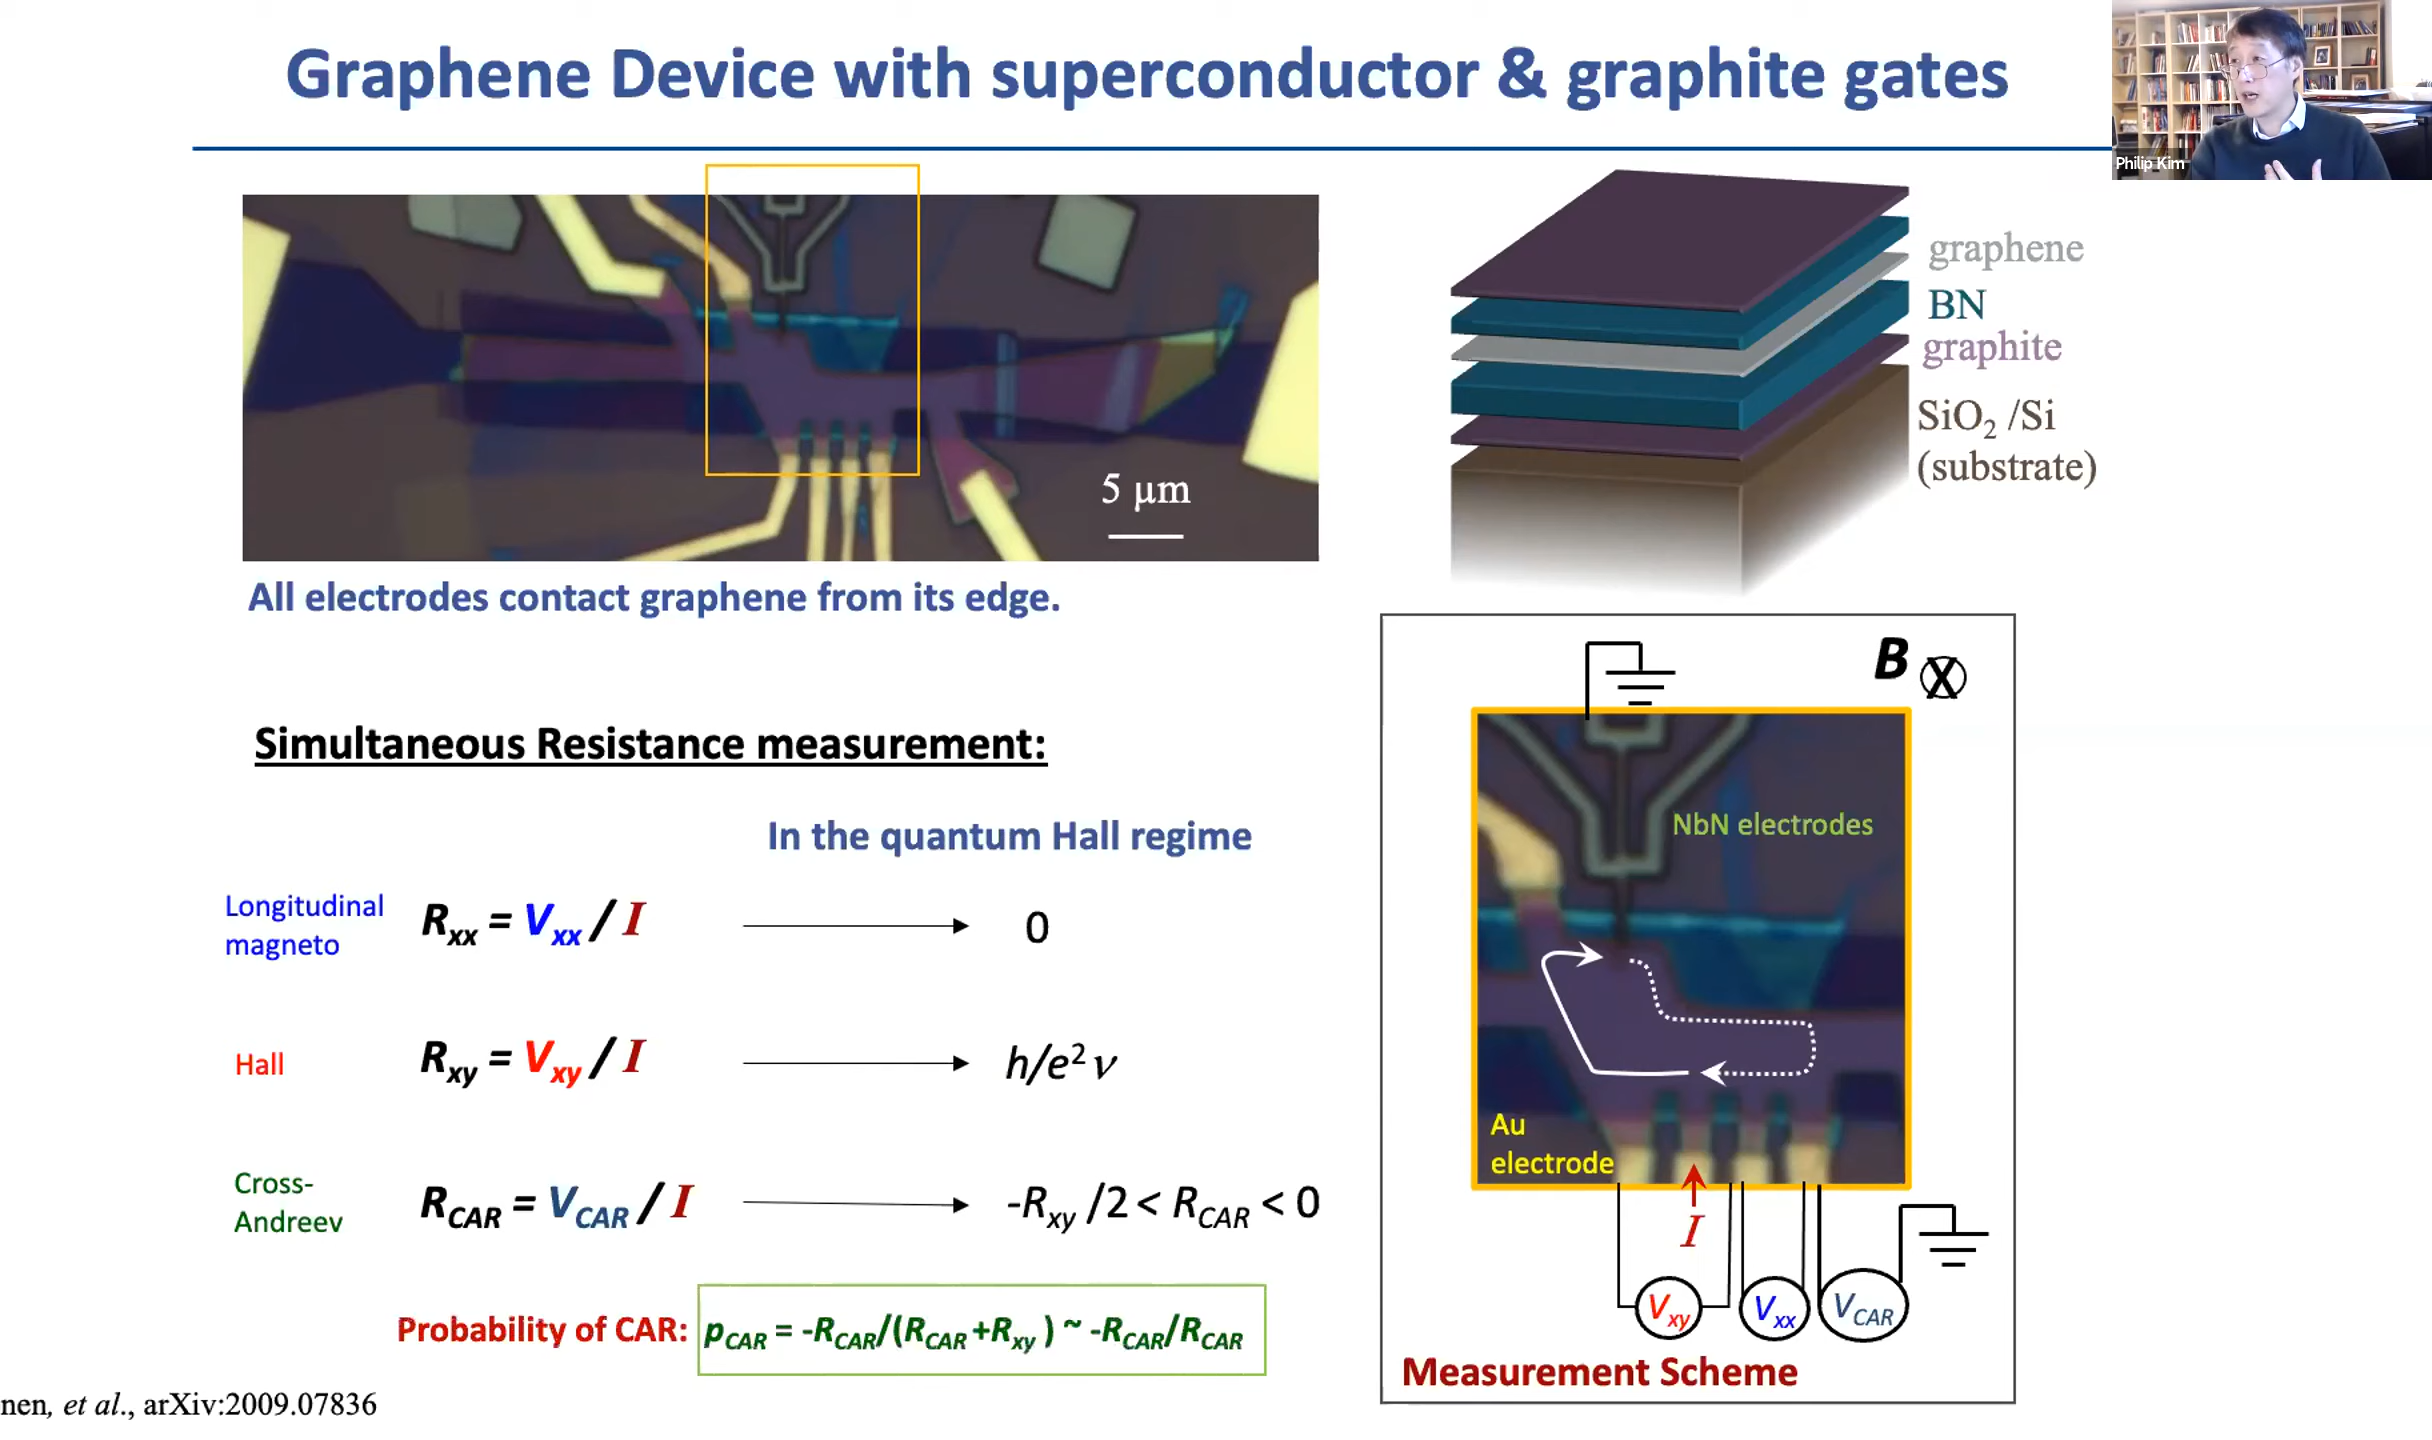 Graphene Device with superconductor & graphite gates
Philip Kim
5 µm
All electrodes contact graphene from its edge.
graphene
BN
graphite
SiO₂ /Si
(substrate)
Simultaneous Resistance measurement:
In the quantum Hall regime
Longitudinal
magneto
Rxx = Vxx / I
0
Hall
Rxy = Vxy / I
h/e² ν
Cross-
Andreev
RCAR = VCAR / I
-Rxy /2 < RCAR < 0
Probability of CAR:
pCAR = -RCAR/(RCAR +Rxy ) ~ -RCAR/RCAR
nen, et al., arXiv:2009.07836
B
X
NbN electrodes
Au
electrode
I
Vxy
Vxx
VCAR
Measurement Scheme